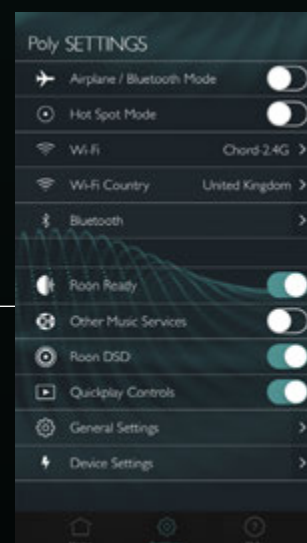 Poly SETTINGS
Airplane / Bluetooth Mode
Hot Spot Mode
Wi-Fi Chord-2.4G >
Wi-Fi Country United Kingdom >
Bluetooth >
Roon Ready
Other Music Services
Roon DSD
Quickplay Controls
General Settings >
Device Settings >